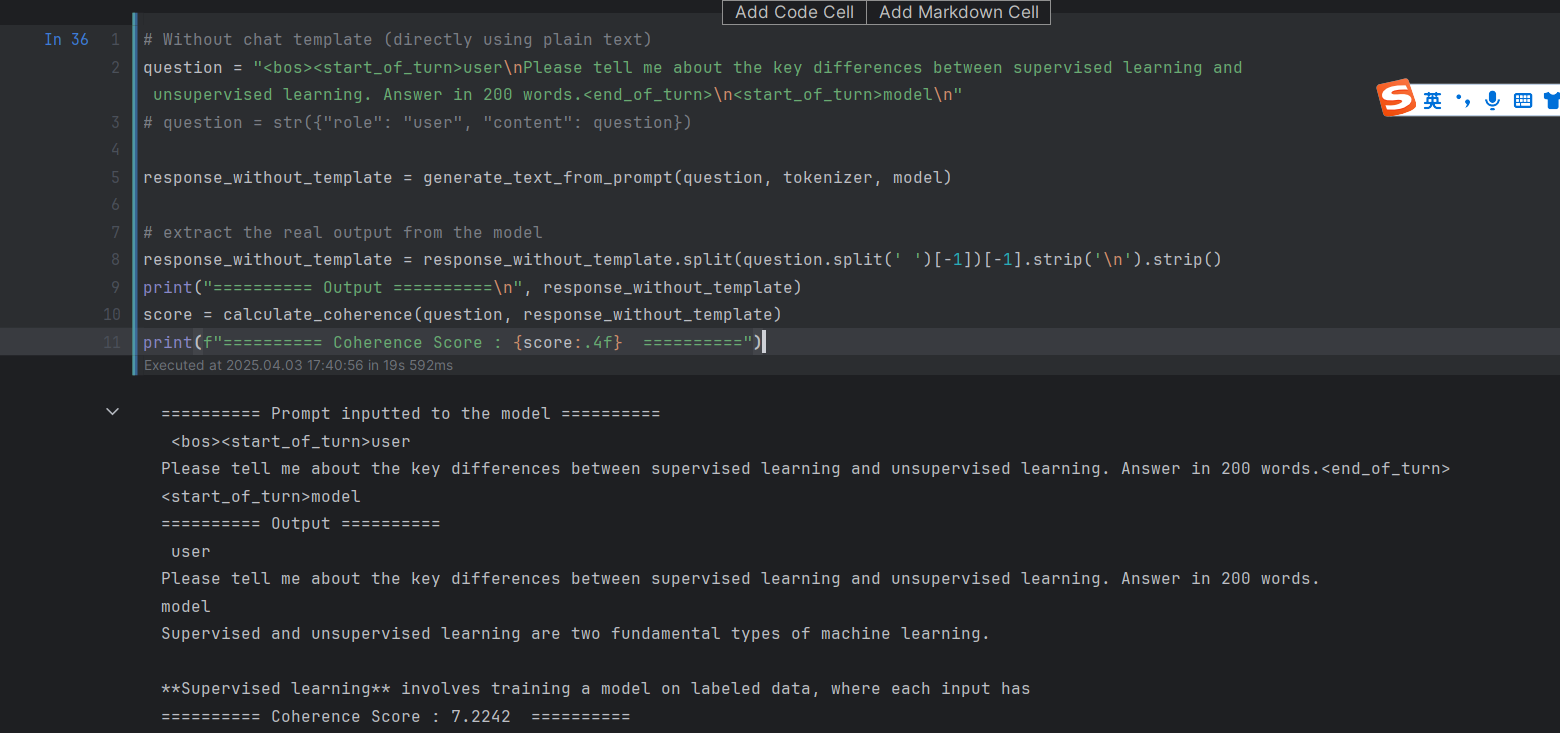 Add Code Cell Add Markdown Cell
In 36 1 # Without chat template (directly using plain text)
2 question = "<bos><start_of_turn>user\nPlease tell me about the key differences between supervised learning and
unsupervised learning. Answer in 200 words.<end_of_turn>\n<start_of_turn>model\n"
3 # question = str({"role": "user", "content": question})
4
5 response_without_template = generate_text_from_prompt(question, tokenizer, model)
6
7 # extract the real output from the model
8 response_without_template = response_without_template.split(question.split(' ')[-1])[-1].strip('\n').strip()
9 print("========== Output ==========\n", response_without_template)
10 score = calculate_coherence(question, response_without_template)
11 print(f"========== Coherence Score : {score:.4f}  ==========")
Executed at 2025.04.03 17:40:56 in 19s 592ms
S 英
========== Prompt inputted to the model ==========
<bos><start_of_turn>user
Please tell me about the key differences between supervised learning and unsupervised learning. Answer in 200 words.<end_of_turn>
<start_of_turn>model
========== Output ==========
user
Please tell me about the key differences between supervised learning and unsupervised learning. Answer in 200 words.
model
Supervised and unsupervised learning are two fundamental types of machine learning.
**Supervised learning** involves training a model on labeled data, where each input has
========== Coherence Score : 7.2242  ==========